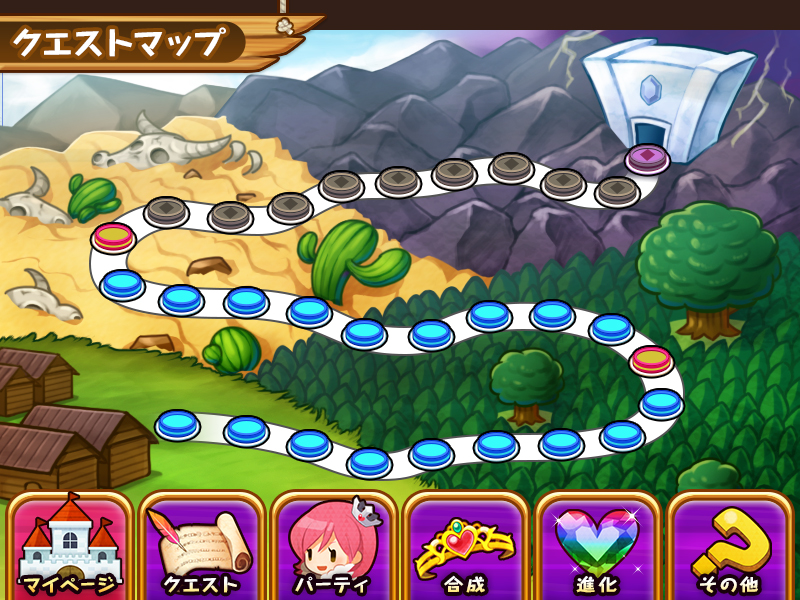 クエストマップ
マイページ
クエスト
パーティ
合成
進化
その他